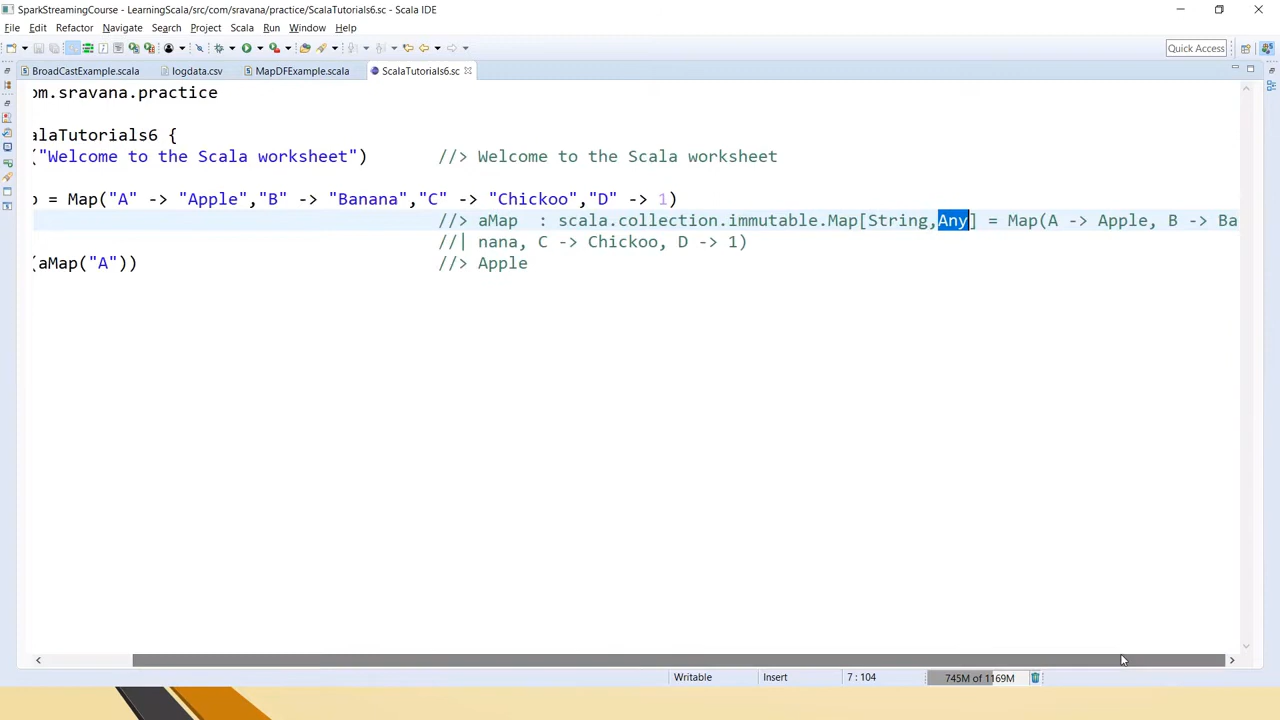 SparkStreamingCourse - LearningScala/src/com/sravana/practice/ScalaTutorials6.sc - Scala IDE
File Edit Refactor Navigate Search Project Scala Run Window Help
Quick Access
BroadCastExample.scala logdata.csv MapDFExample.scala ScalaTutorials6.sc
om.sravana.practice
alaTutorials6 {
("Welcome to the Scala worksheet") //> Welcome to the Scala worksheet
p = Map("A" -> "Apple","B" -> "Banana","C" -> "Chickoo","D" -> 1)
//> aMap : scala.collection.immutable.Map[String,Any] = Map(A -> Apple, B -> Ba
//| nana, C -> Chickoo, D -> 1)
(aMap("A")) //> Apple
Writable Insert 7 : 104 745M of 1169M